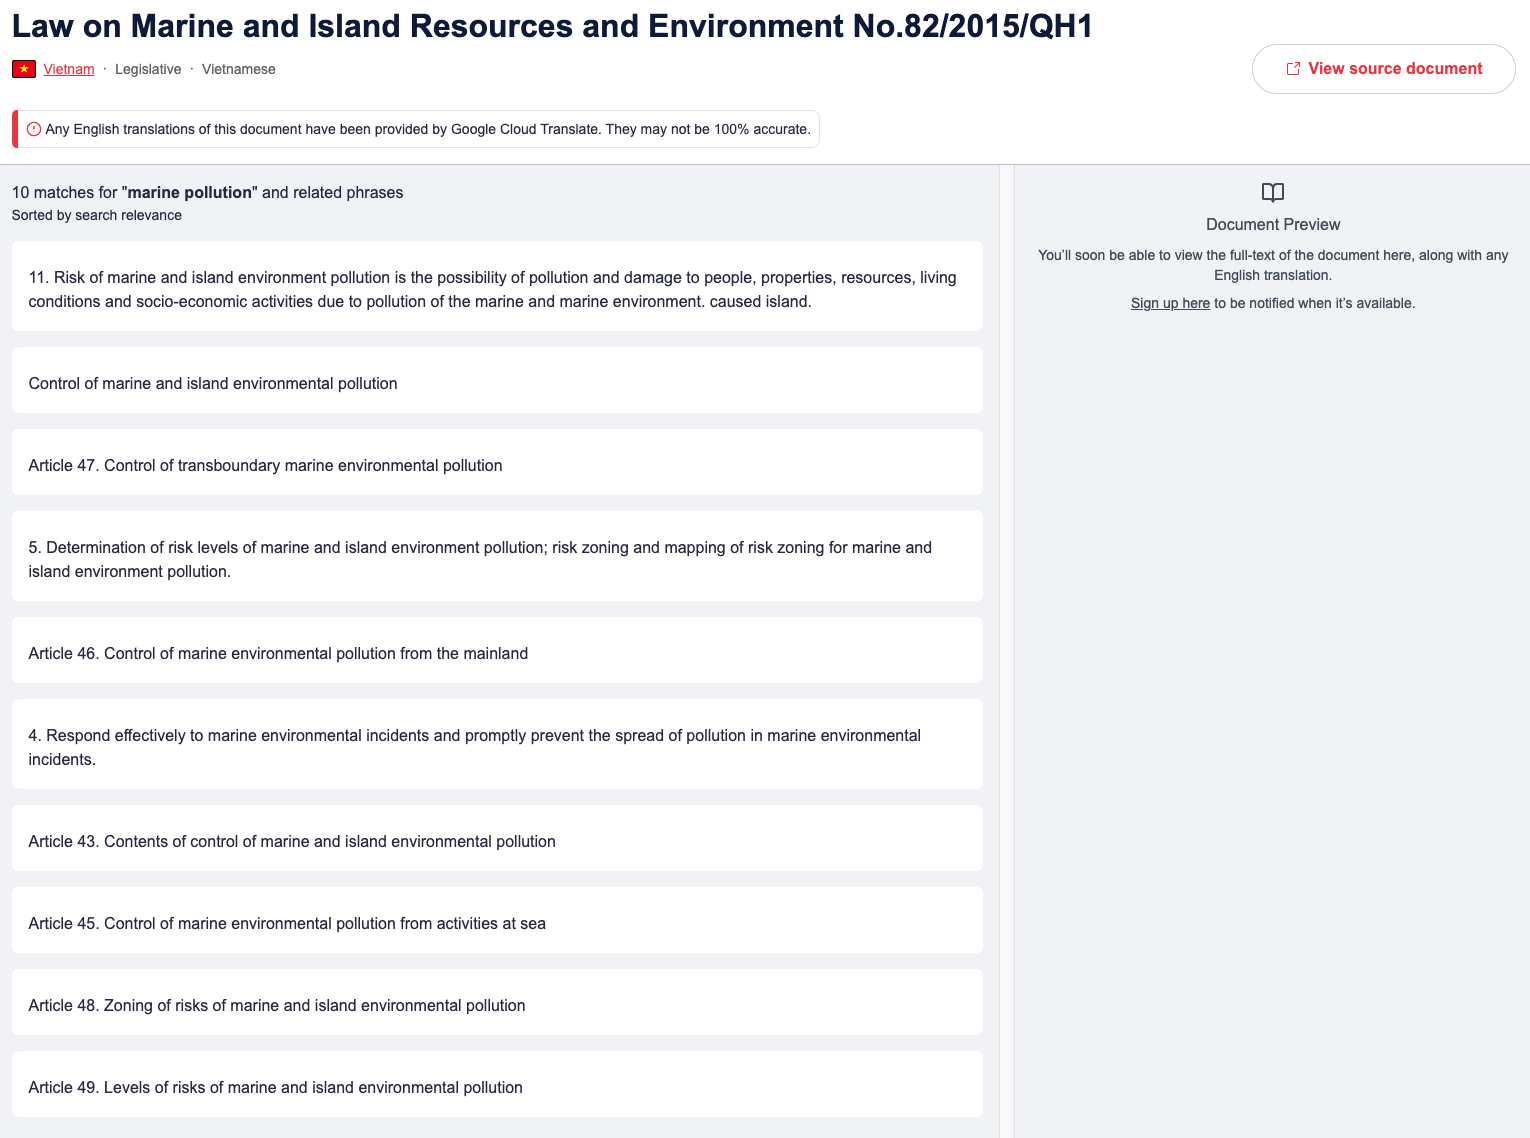 Law on Marine and Island Resources and Environment No.82/2015/QH1
Vietnam · Legislative · Vietnamese
View source document
Any English translations of this document have been provided by Google Cloud Translate. They may not be 100% accurate.
10 matches for "marine pollution" and related phrases
Sorted by search relevance
11. Risk of marine and island environment pollution is the possibility of pollution and damage to people, properties, resources, living
conditions and socio-economic activities due to pollution of the marine and marine environment. caused island.
Control of marine and island environmental pollution
Article 47. Control of transboundary marine environmental pollution
5. Determination of risk levels of marine and island environment pollution; risk zoning and mapping of risk zoning for marine and
island environment pollution.
Article 46. Control of marine environmental pollution from the mainland
4. Respond effectively to marine environmental incidents and promptly prevent the spread of pollution in marine environmental
incidents.
Article 43. Contents of control of marine and island environmental pollution
Article 45. Control of marine environmental pollution from activities at sea
Article 48. Zoning of risks of marine and island environmental pollution
Article 49. Levels of risks of marine and island environmental pollution
Document Preview
You’ll soon be able to view the full-text of the document here, along with any
English translation.
Sign up here to be notified when it’s available.